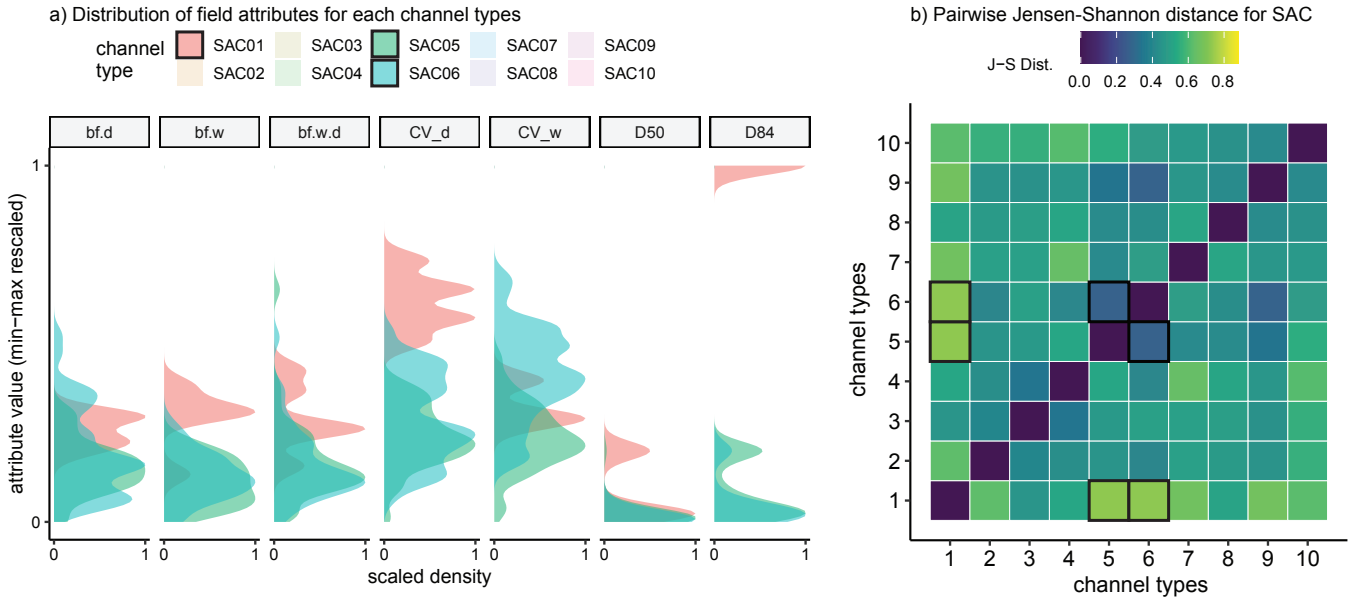 a) Distribution of field attributes for each channel types
channel type
SAC01 SAC03 SAC05 SAC07 SAC09
SAC02 SAC04 SAC06 SAC08 SAC10
bf.d bf.w bf.w.d CV_d CV_w D50 D84
attribute value (min−max rescaled)
1
0
0 1 0 1 0 1 0 1 0 1 0 1 0 1
scaled density
b) Pairwise Jensen-Shannon distance for SAC
J−S Dist.
0.0 0.2 0.4 0.6 0.8
channel types
10
9
8
7
6
5
4
3
2
1
1 2 3 4 5 6 7 8 9 10
channel types